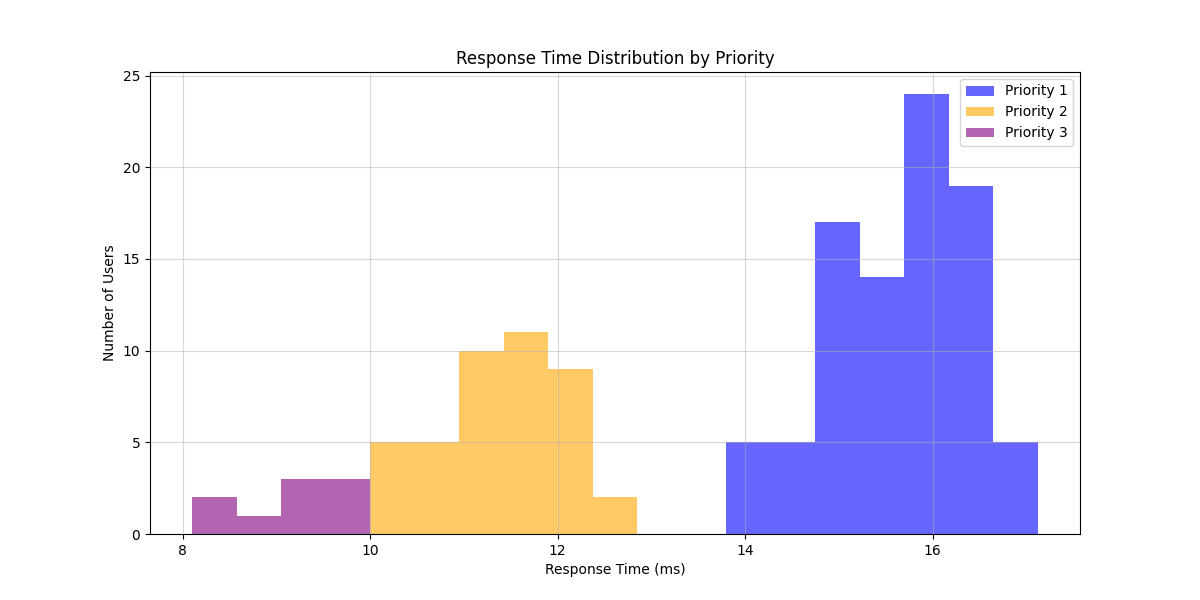 Response Time Distribution by Priority
Priority 1
Priority 2
Priority 3
25
20
15
10
5
0
Number of Users
8
10
12
14
16
Response Time (ms)